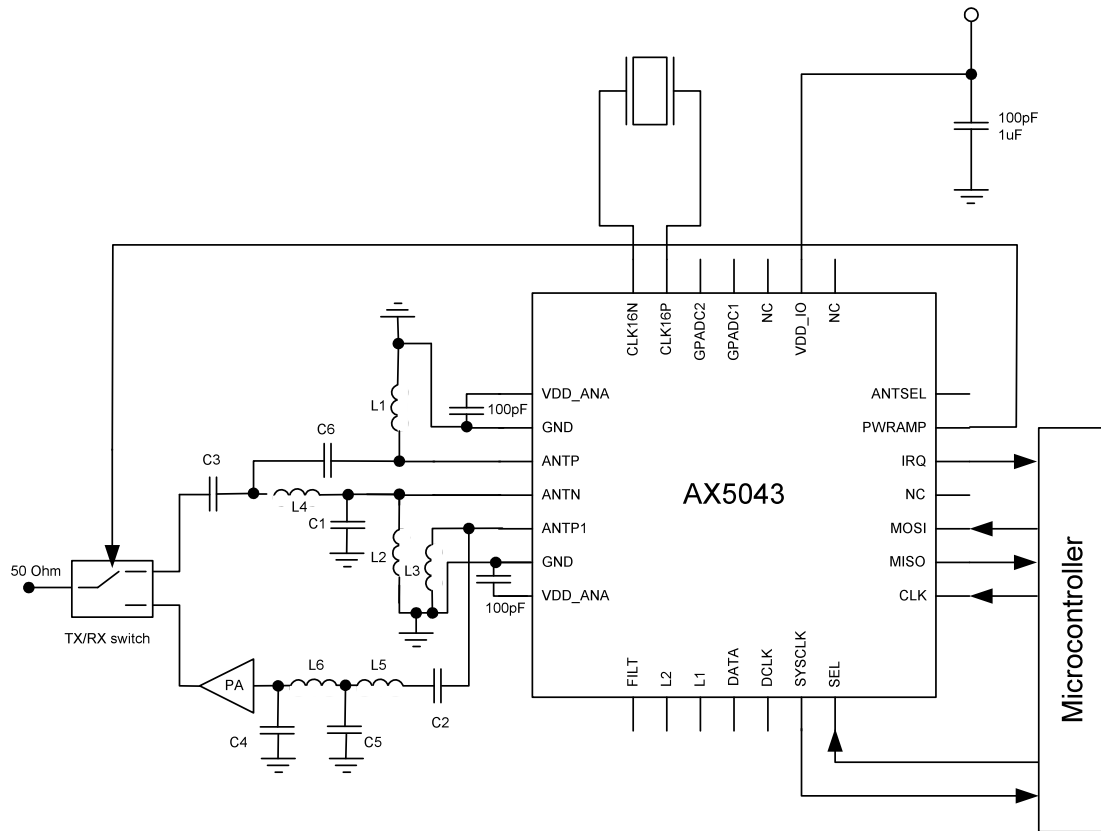 100pF
1uF
CLK16N
CLK16P
GPADC2
GPADC1
NC
VDD_IO
NC
L1
100pF
VDD_ANA
GND
ANTP
ANTN
ANTP1
GND
VDD_ANA
AX5043
ANTSEL
PWRAMP
IRQ
NC
MOSI
MISO
CLK
C6
C3
L4
C1
L2
L3
100pF
50 Ohm
TX/RX switch
PA
L6
L5
C2
C4
C5
FILT
L2
L1
DATA
DCLK
SYSCLK
SEL
Microcontroller